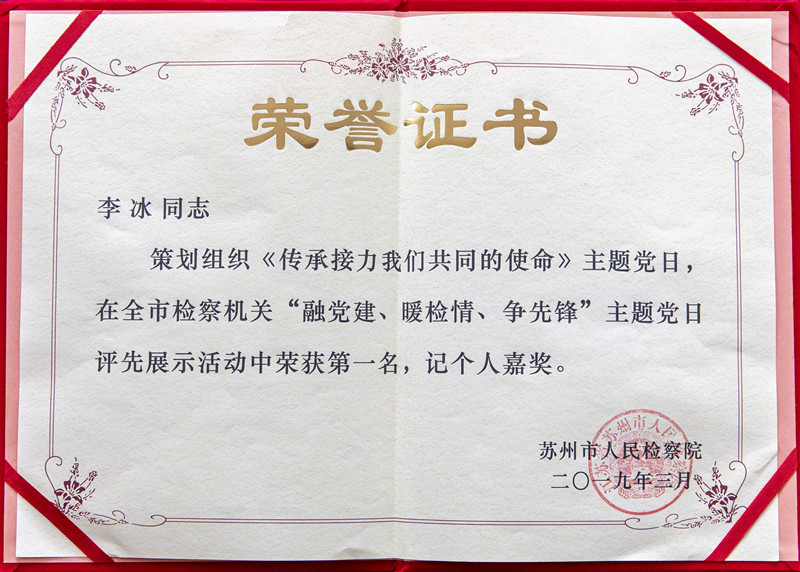 荣誉证书
李冰同志
策划组织《传承接力我们共同的使命》主题党日，
在全市检察机关“融党建、暖检情、争先锋”主题党日
评先展示活动中荣获第一名，记个人嘉奖。
苏州市人民检察院
二〇一九年三月